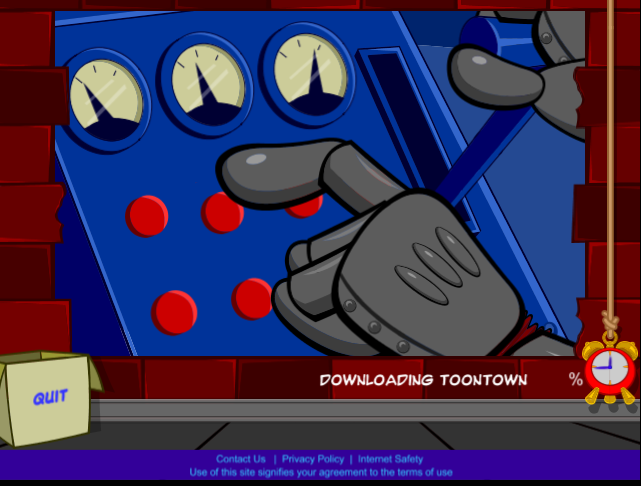 DOWNLOADING TOONTOWN %
QUIT
Contact Us | Privacy Policy | Internet Safety
Use of this site signifies your agreement to the terms of use